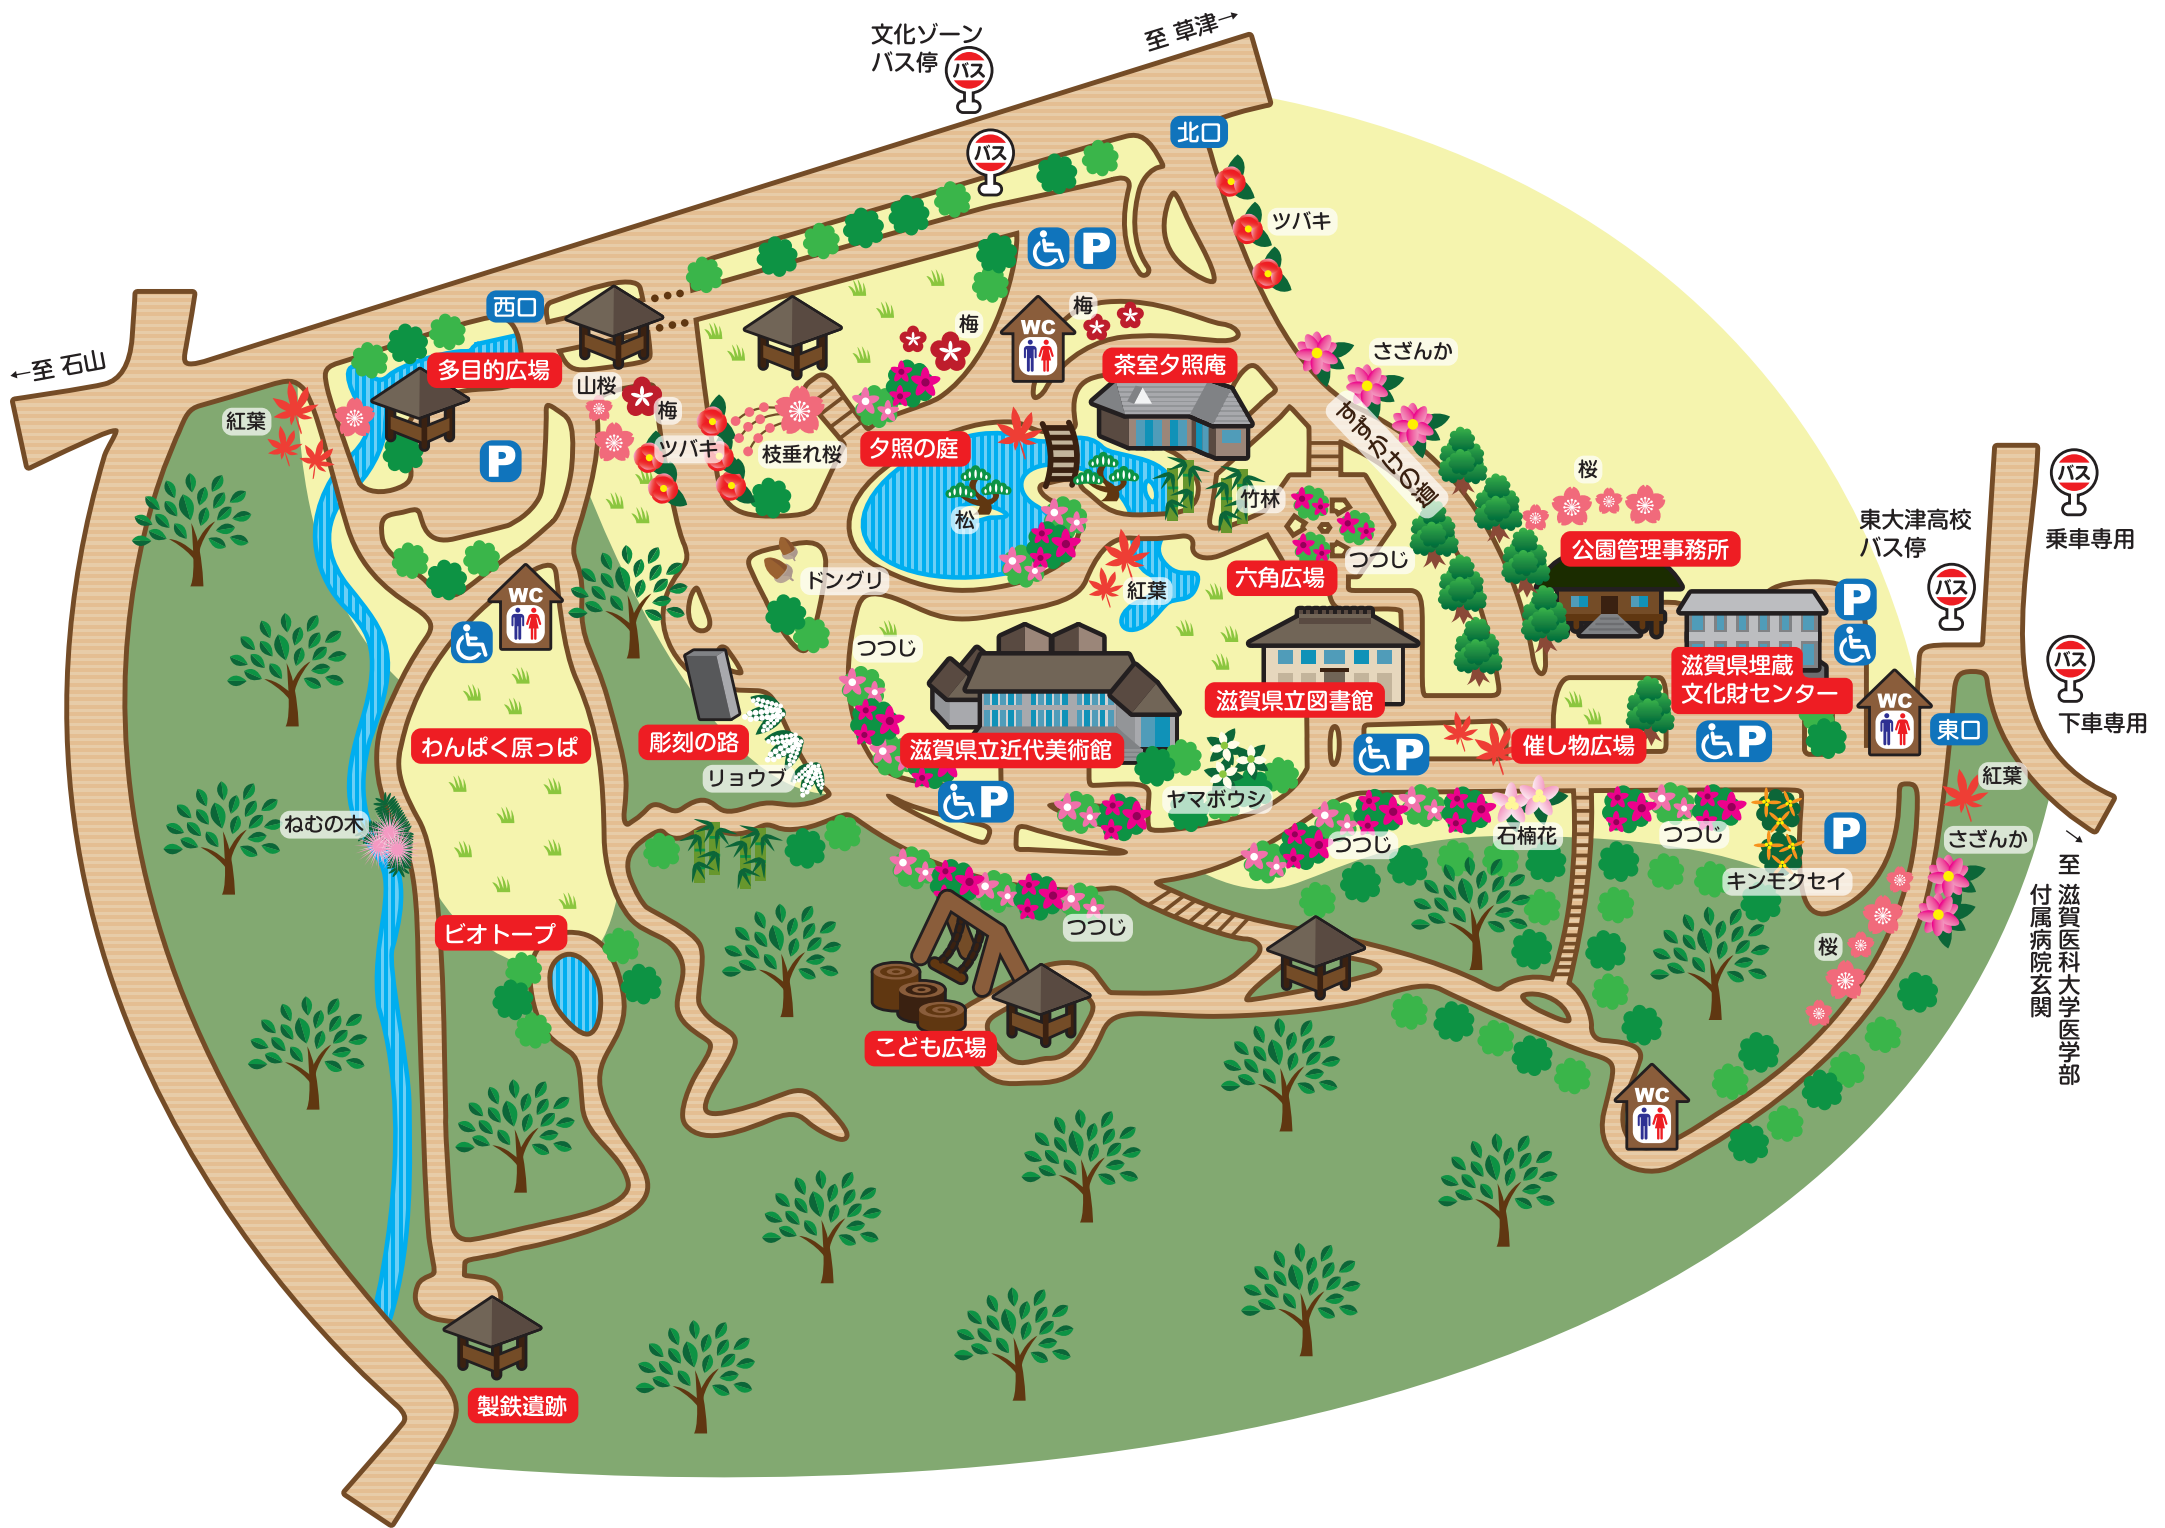 文化ゾーン
バス停
バス
至 草津→
バス
北口
ツバキ
P
西口
梅
梅
WC
←至 石山
多目的広場
茶室夕照庵
さざんか
山桜
梅
紅葉
ツバキ
枝垂れ桜
夕照の庭
すずかけの道
P
桜
バス
乗車専用
東大津高校
バス停
バス
竹林
松
つつじ
公園管理事務所
六角広場
ドングリ
紅葉
WC
P
つつじ
滋賀県埋蔵
文化財センター
バス
下車専用
滋賀県立図書館
WC
東口
わんぱく原っぱ
彫刻の路
滋賀県立近代美術館
催し物広場
P
P
リョウブ
紅葉
P
ヤマボウシ
ねむの木
つつじ
石楠花
つつじ
P
さざんか
至 滋賀医科大学医学部
付属病院玄関
キンモクセイ
ビオトープ
つつじ
桜
こども広場
WC
製鉄遺跡